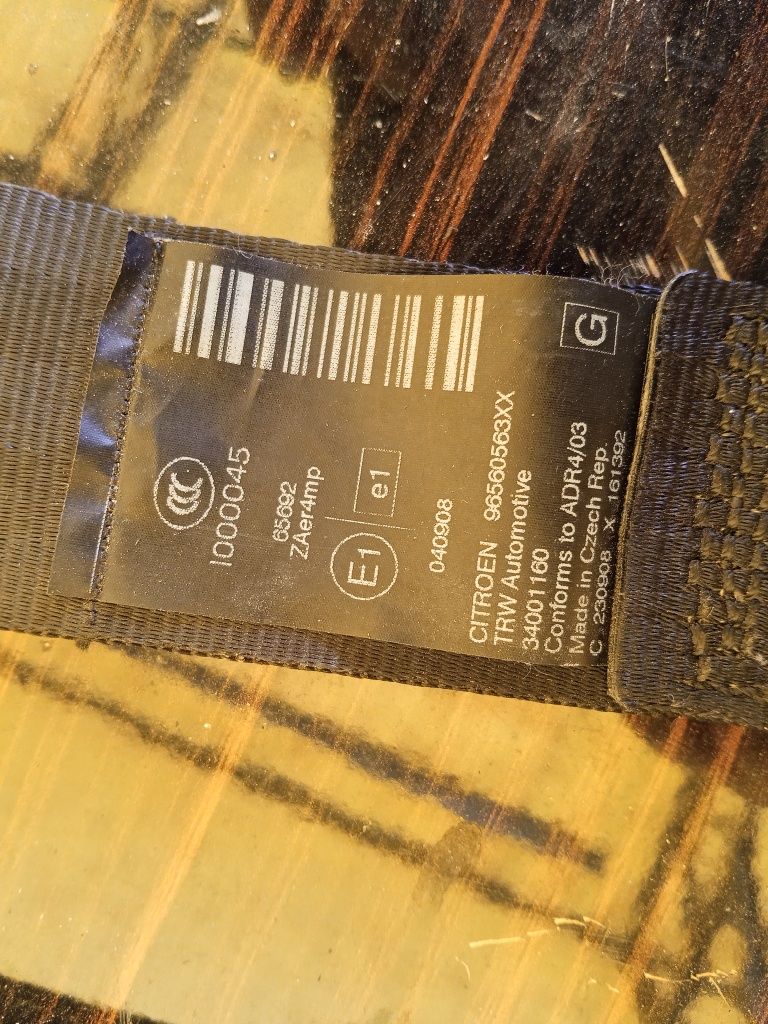 G
CCC
I000045
65692
ZAer4mp
E1
e1
040908
CITROEN 96560563XX
TRW Automotive
34001160
Conforms to ADR4/03
Made in Czech Rep.
C 230908 X 161392